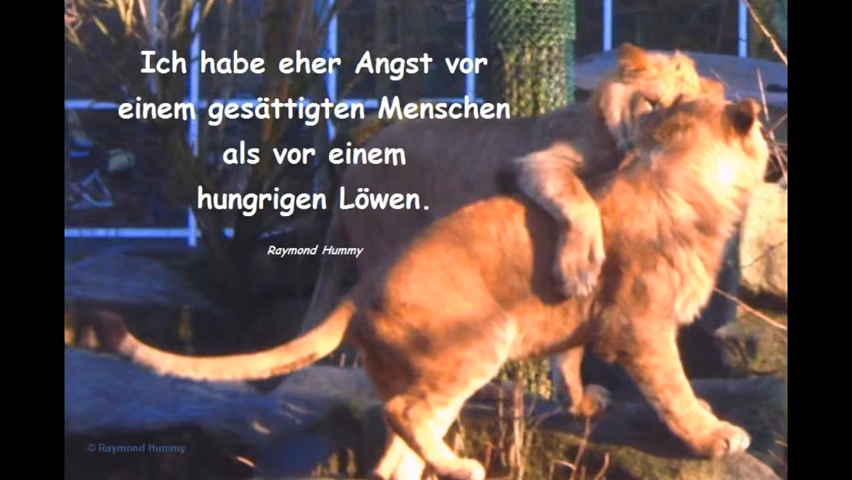 Ich habe eher Angst vor
einem gesättigten Menschen
als vor einem
hungrigen Löwen.
Raymond Hummy
© Raymond Hummy